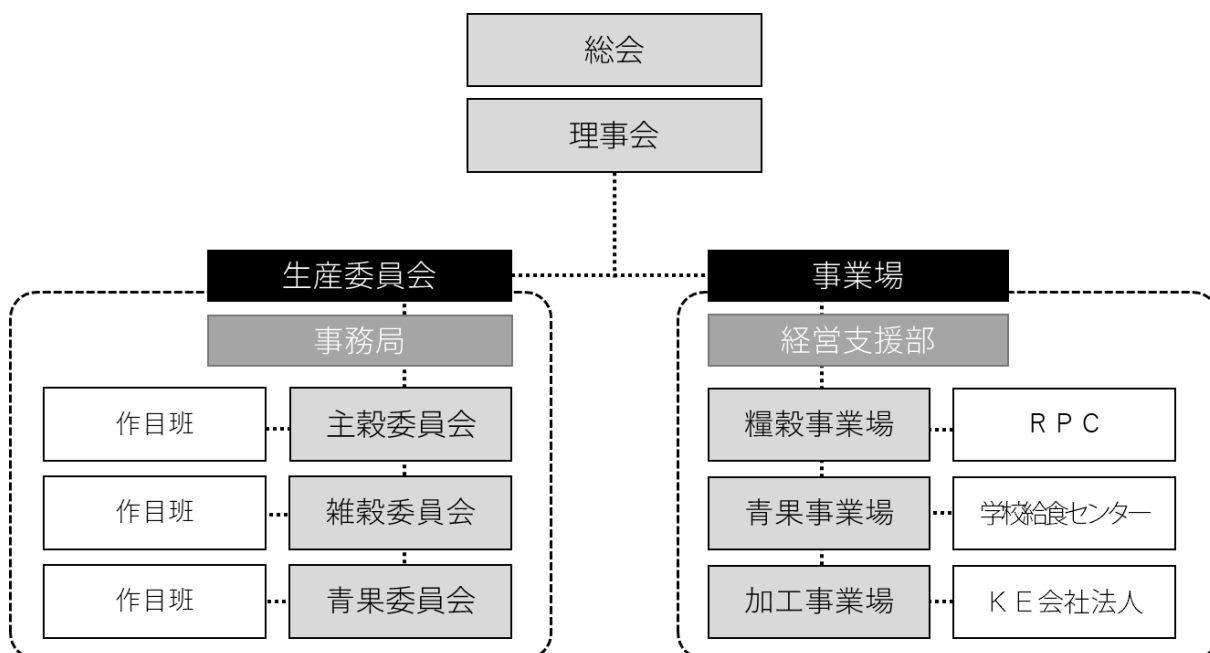 総会
理事会
生産委員会
事業場
事務局
経営支援部
作目班
主穀委員会
糧穀事業場
ＲＰＣ
作目班
雑穀委員会
青果事業場
学校給食センター
作目班
青果委員会
加工事業場
ＫＥ会社法人